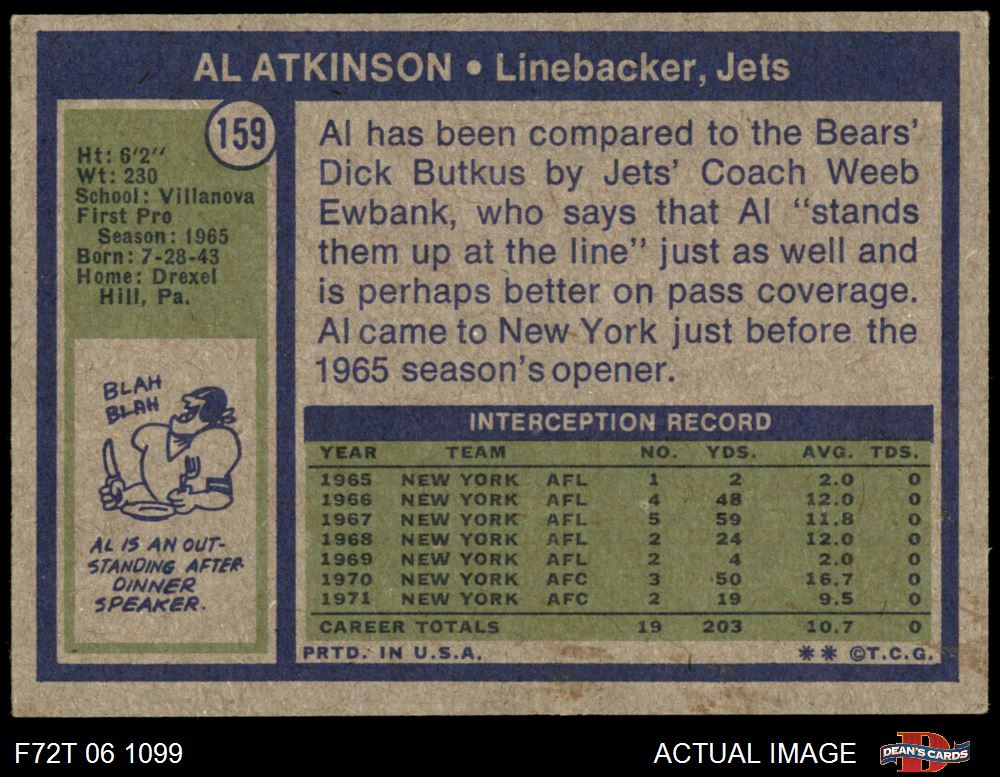 AL ATKINSON • Linebacker, Jets
159
Ht: 6'2"
Wt: 230
School: Villanova
First Pro
Season: 1965
Born: 7-28-43
Home: Drexel
Hill, Pa.
BLAH
BLAH
AL IS AN OUT-
STANDING AFTER
DINNER
SPEAKER.
Al has been compared to the Bears'
Dick Butkus by Jets' Coach Weeb
Ewbank, who says that Al "stands
them up at the line" just as well and
is perhaps better on pass coverage.
Al came to New York just before the
1965 season's opener.
INTERCEPTION RECORD
YEAR TEAM NO. YDS. AVG. TDS.
1965 NEW YORK AFL 1 2 2.0 0
1966 NEW YORK AFL 4 48 12.0 0
1967 NEW YORK AFL 5 59 11.8 0
1968 NEW YORK AFL 2 24 12.0 0
1969 NEW YORK AFL 2 4 2.0 0
1970 NEW YORK AFC 3 50 16.7 0
1971 NEW YORK AFC 2 19 9.5 0
CAREER TOTALS 19 203 10.7 0
PRTD. IN U.S.A. ** ©T.C.G.
F72T 06 1099 ACTUAL IMAGE D DEAN'S CARDS